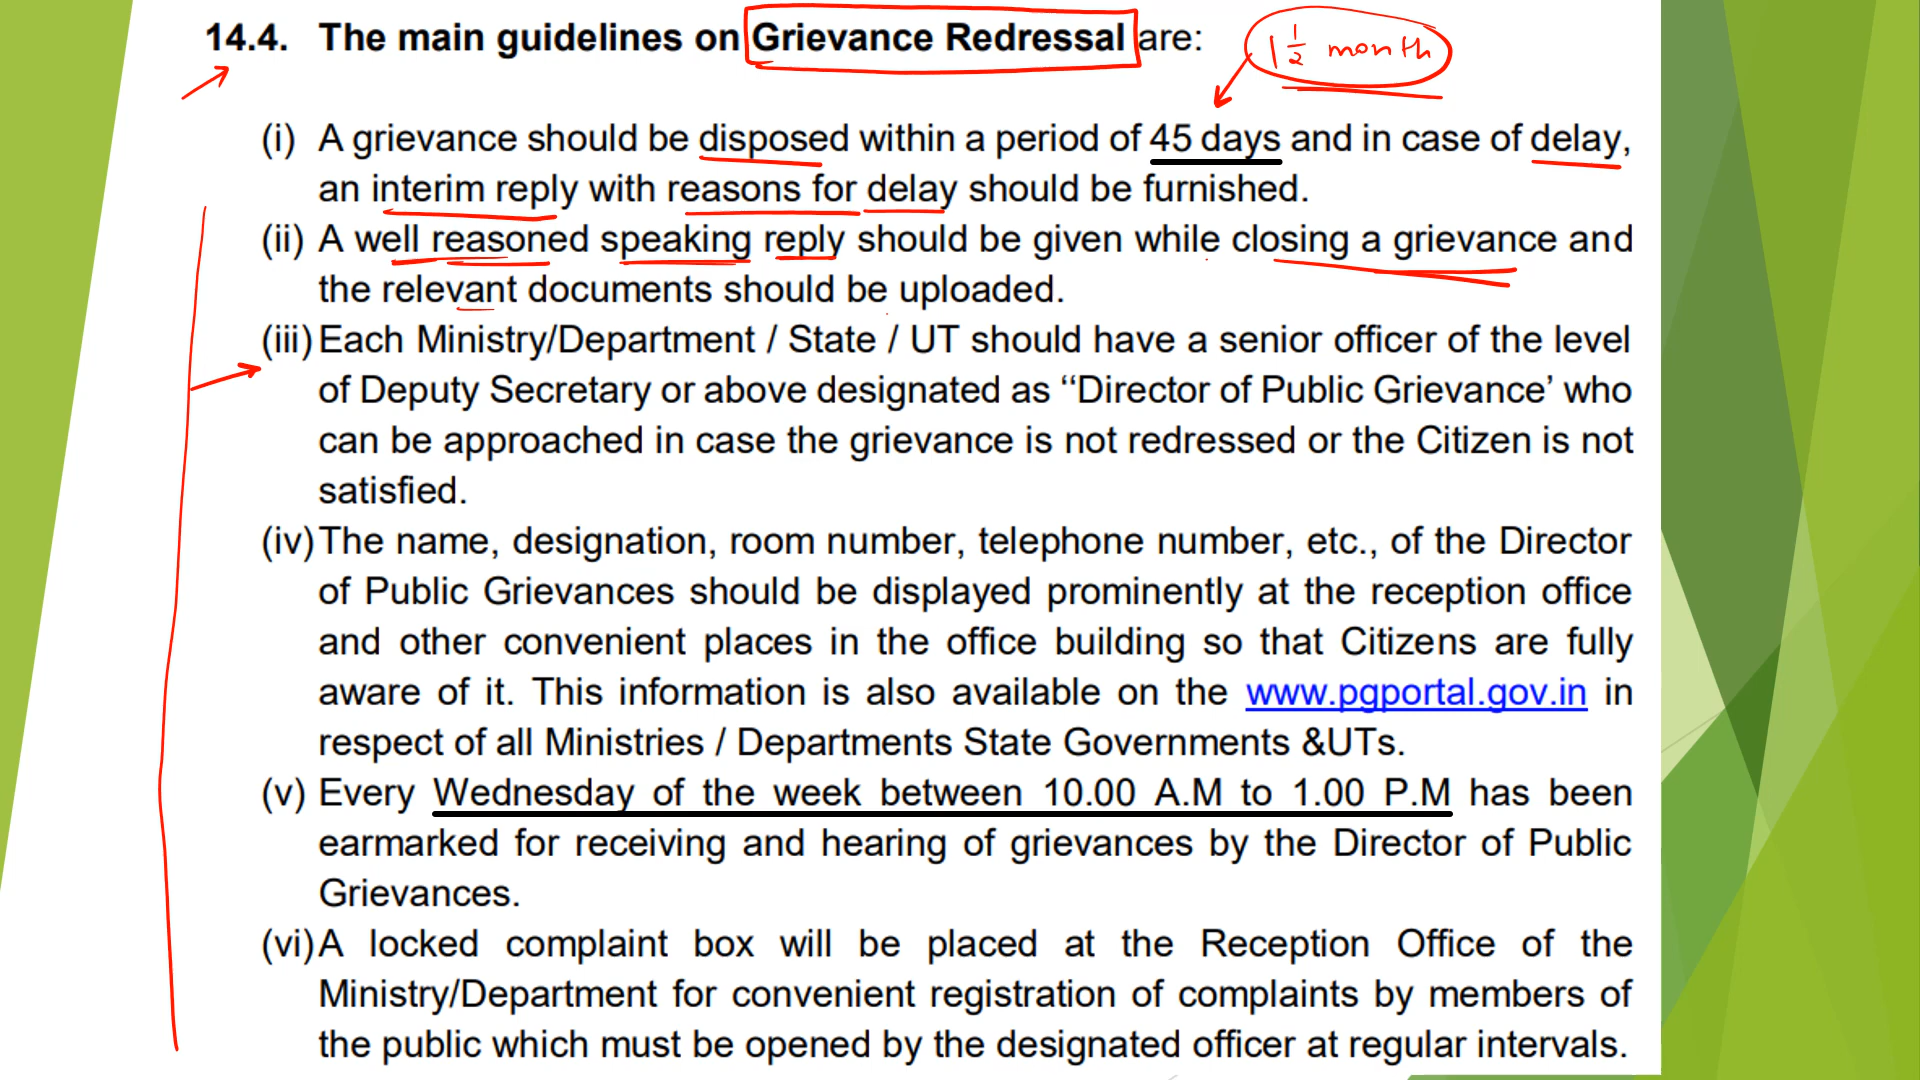 14.4. The main guidelines on Grievance Redressal are:
1 1/2 month
(i) A grievance should be disposed within a period of 45 days and in case of delay,
an interim reply with reasons for delay should be furnished.
(ii) A well reasoned speaking reply should be given while closing a grievance and
the relevant documents should be uploaded.
(iii) Each Ministry/Department / State / UT should have a senior officer of the level
of Deputy Secretary or above designated as ‘‘Director of Public Grievance’ who
can be approached in case the grievance is not redressed or the Citizen is not
satisfied.
(iv) The name, designation, room number, telephone number, etc., of the Director
of Public Grievances should be displayed prominently at the reception office
and other convenient places in the office building so that Citizens are fully
aware of it. This information is also available on the www.pgportal.gov.in in
respect of all Ministries / Departments State Governments &UTs.
(v) Every Wednesday of the week between 10.00 A.M to 1.00 P.M has been
earmarked for receiving and hearing of grievances by the Director of Public
Grievances.
(vi) A locked complaint box will be placed at the Reception Office of the
Ministry/Department for convenient registration of complaints by members of
the public which must be opened by the designated officer at regular intervals.